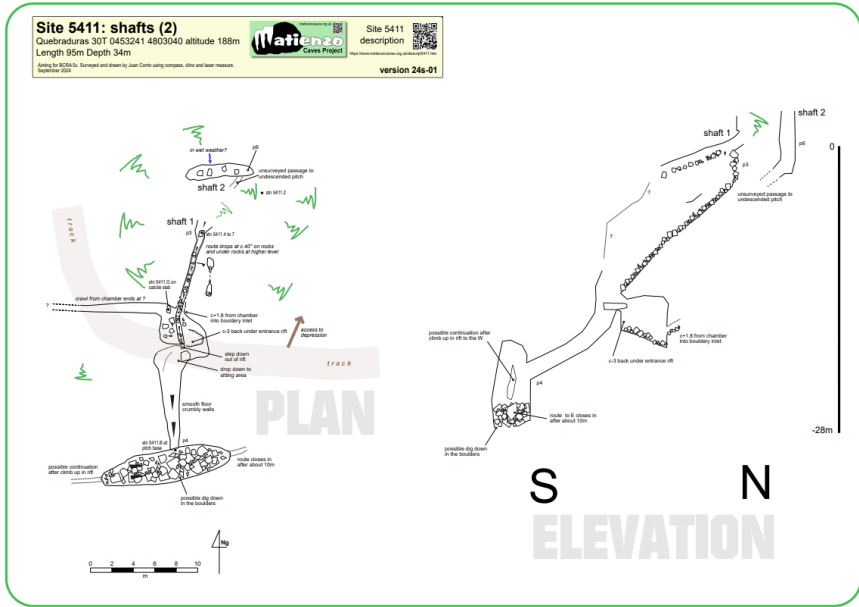 Site 5411: shafts (2)
Quebraduras 30T 0453241 4803040 altitude 188m
Length 95m Depth 34m
Aiming for BCRA 5c. Surveyed and drawn by Juan Corrin using compass, clino and laser measure.
September 2024
matienzocaves.org.uk
Matienzo
Caves Project
Site 5411
description
version 24s-01
in wet weather?
p6
unsurveyed passage to
undescended pitch
shaft 2
stn 5411.2
shaft 1
p3
stn 5411.4 to 7
track
route drops at c.40° on rocks
and under rocks at higher level
stn 5411.G on
calcite slab
crawl from chamber ends at ?
?
c+1.8 from chamber
into bouldery inlet
c-3 back under entrance rift
access to
depression
step down
out of rift
drop down to
sitting area
track
smooth floor
crumbly walls
PLAN
stn 5411.B at
pitch base
p4
possible continuation
after climb up in rift
route closes in
after about 10m
possible dig down
in the boulders
Ng
0 2 4 6 8 10
m
shaft 2
shaft 1
p6
0
p3
?
unsurveyed passage to
undescended pitch
?
possible continuation after
climb up in rift to the W
c+1.8 from chamber
into bouldery inlet
c-3 back under entrance rift
p4
route to E closes in
after about 10m
possible dig down
in the boulders
-28m
S N
ELEVATION